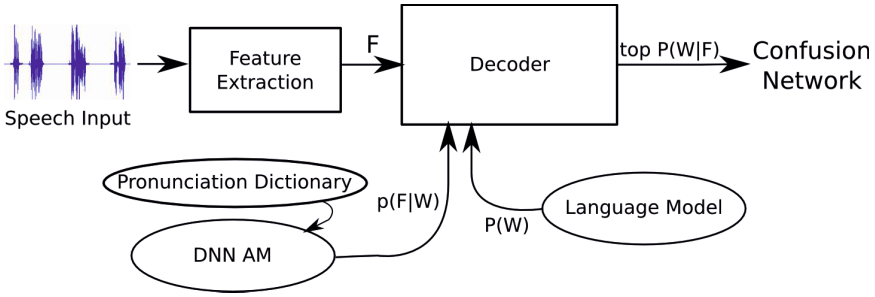 Speech Input
Feature
Extraction
F
Decoder
top P(W|F)
Confusion
Network
Pronunciation Dictionary
p(F|W)
P(W)
Language Model
DNN AM